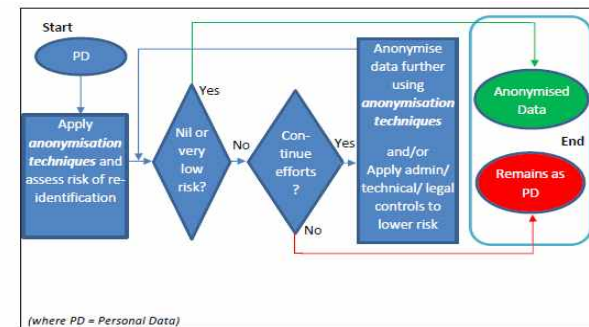 Start
PD
Apply
anonymisation
techniques and
assess risk of re-
identification
Nil or
very
low
risk?
Yes
No
Con-
tinue
efforts
?
Yes
No
Anonymise
data further
using
anonymisation
techniques
and/or
Apply admin/
technical/ legal
controls to
lower risk
Anonymised
Data
End
Remains as
PD
(where PD = Personal Data)